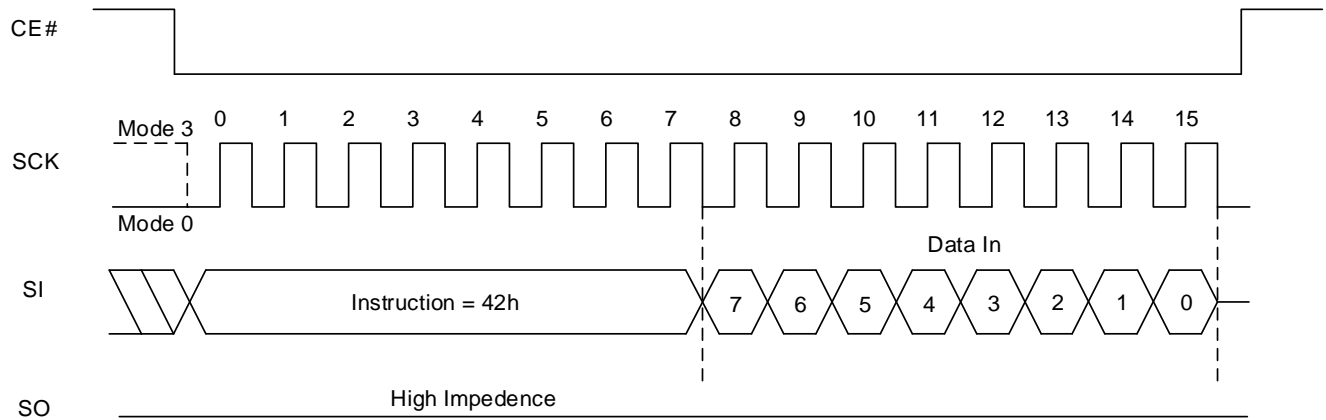 CE#
Mode 3 0 1 2 3 4 5 6 7 8 9 10 11 12 13 14 15
SCK
Mode 0
Data In
SI Instruction = 42h 7 6 5 4 3 2 1 0
High Impedence
SO